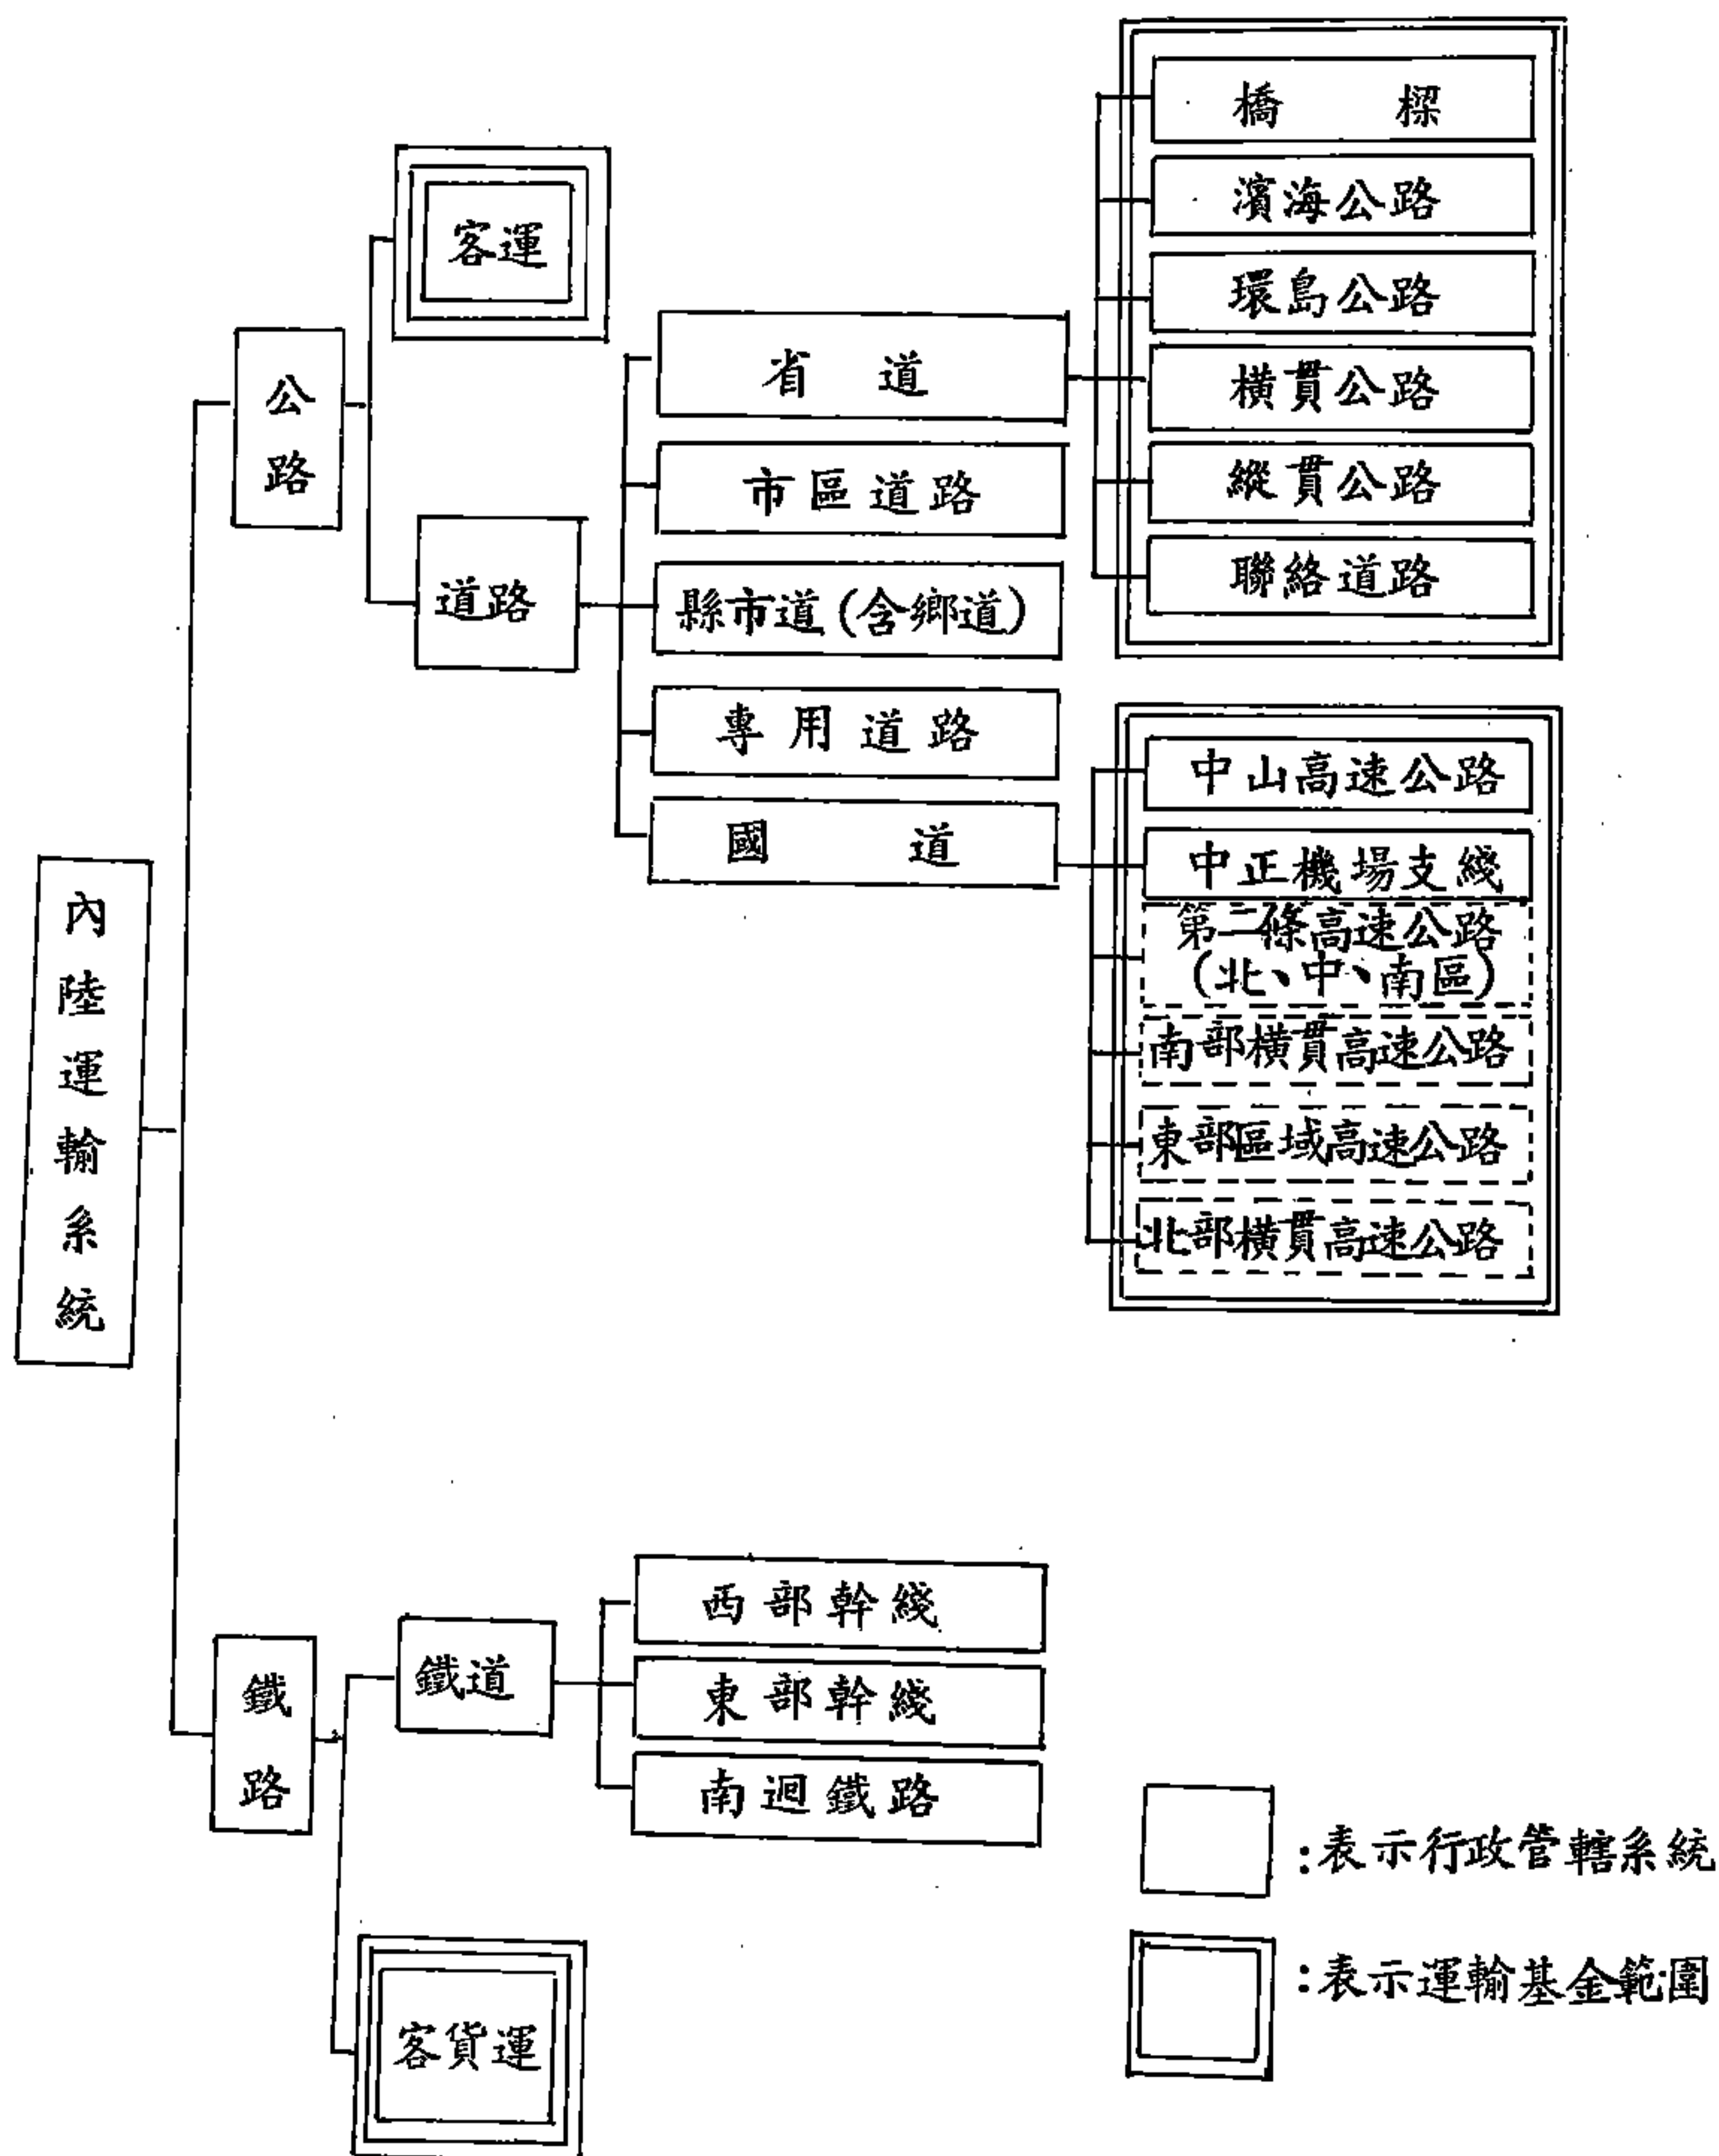 內陸運輸系統
公路
客運
道路
省道
橋樑
濱海公路
環島公路
橫貫公路
縱貫公路
聯絡道路
市區道路
縣市道(含鄉道)
專用道路
國道
中山高速公路
中正機場支綫
第二條高速公路
(北、中、南區)
南部橫貫高速公路
東部區域高速公路
北部橫貫高速公路
鐵路
鐵道
西部幹綫
東部幹綫
南迴鐵路
客貨運
:表示行政管轄系統
:表示運輸基金範圍